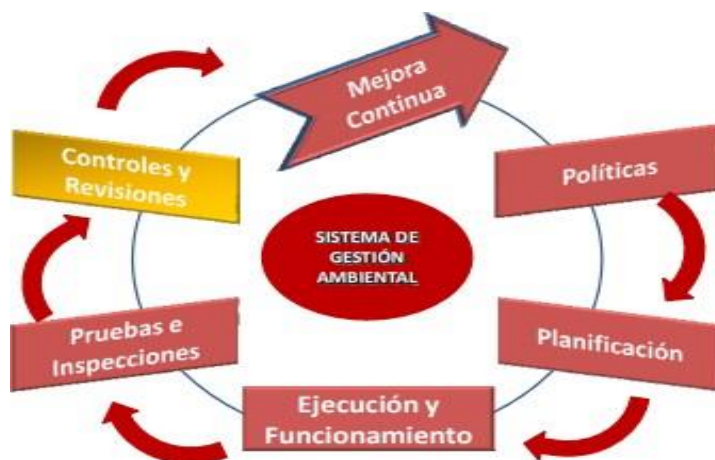 Mejora
Continua
Controles y
Revisiones
Políticas
SISTEMA DE
GESTIÓN
AMBIENTAL
Pruebas e
Inspecciones
Planificación
Ejecución y
Funcionamiento